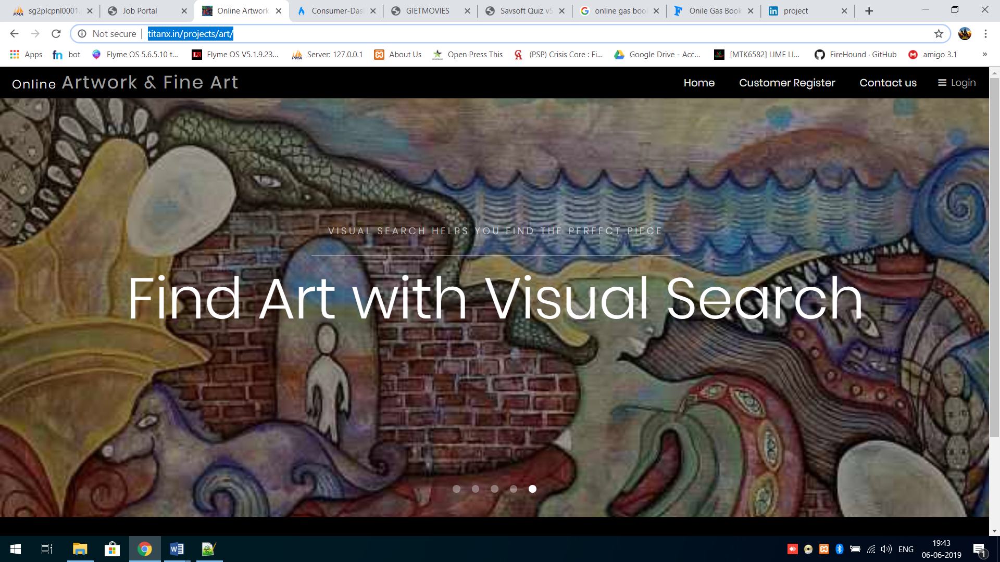 sg2plcpnl0001.
Job Portal
Online Artwork
Consumer-Das
GIETMOVIES
Savsoft Quiz v5
online gas boo
Onile Gas Book
project
Not secure | titanx.in/projects/art/
Apps
bot
Flyme OS 5.6.5.10 t...
Flyme OS V5.1.9.23...
Server: 127.0.0.1
About Us
Open Press This
(PSP) Crisis Core : Fi...
Google Drive - Acc...
[MTK6582] LIME LI...
FireHound · GitHub
amigo 3.1
»
Online Artwork & Fine Art
Home
Customer Register
Contact us
Login
VISUAL SEARCH HELPS YOU FIND THE PERFECT PIECE
Find Art with Visual Search
ENG
19:43
06-06-2019
1